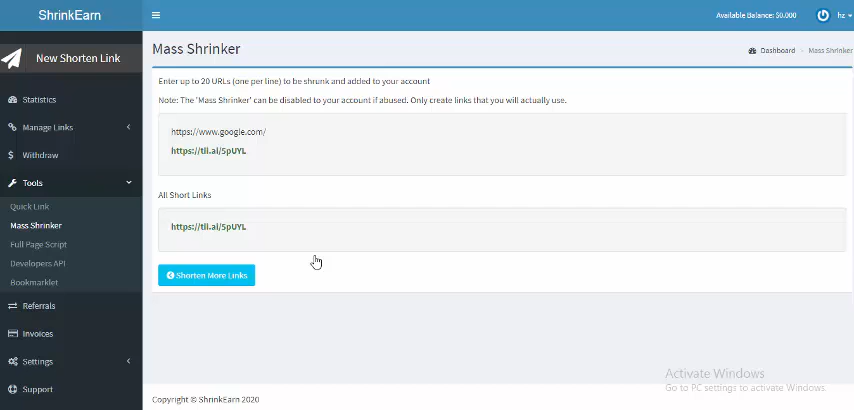 ShrinkEarn
Available Balance: $0.000
hz
New Shorten Link
Statistics
Manage Links
Withdraw
Tools
Quick Link
Mass Shrinker
Full Page Script
Developers API
Bookmarklet
Referrals
Invoices
Settings
Support
Mass Shrinker
Dashboard > Mass Shrinker
Enter up to 20 URLs (one per line) to be shrunk and added to your account
Note: The 'Mass Shrinker' can be disabled to your account if abused. Only create links that you will actually use.
https://www.google.com/
https://tii.ai/5pUYL
All Short Links
https://tii.ai/5pUYL
Shorten More Links
Activate Windows
Go to PC settings to activate Windows.
Copyright © ShrinkEarn 2020